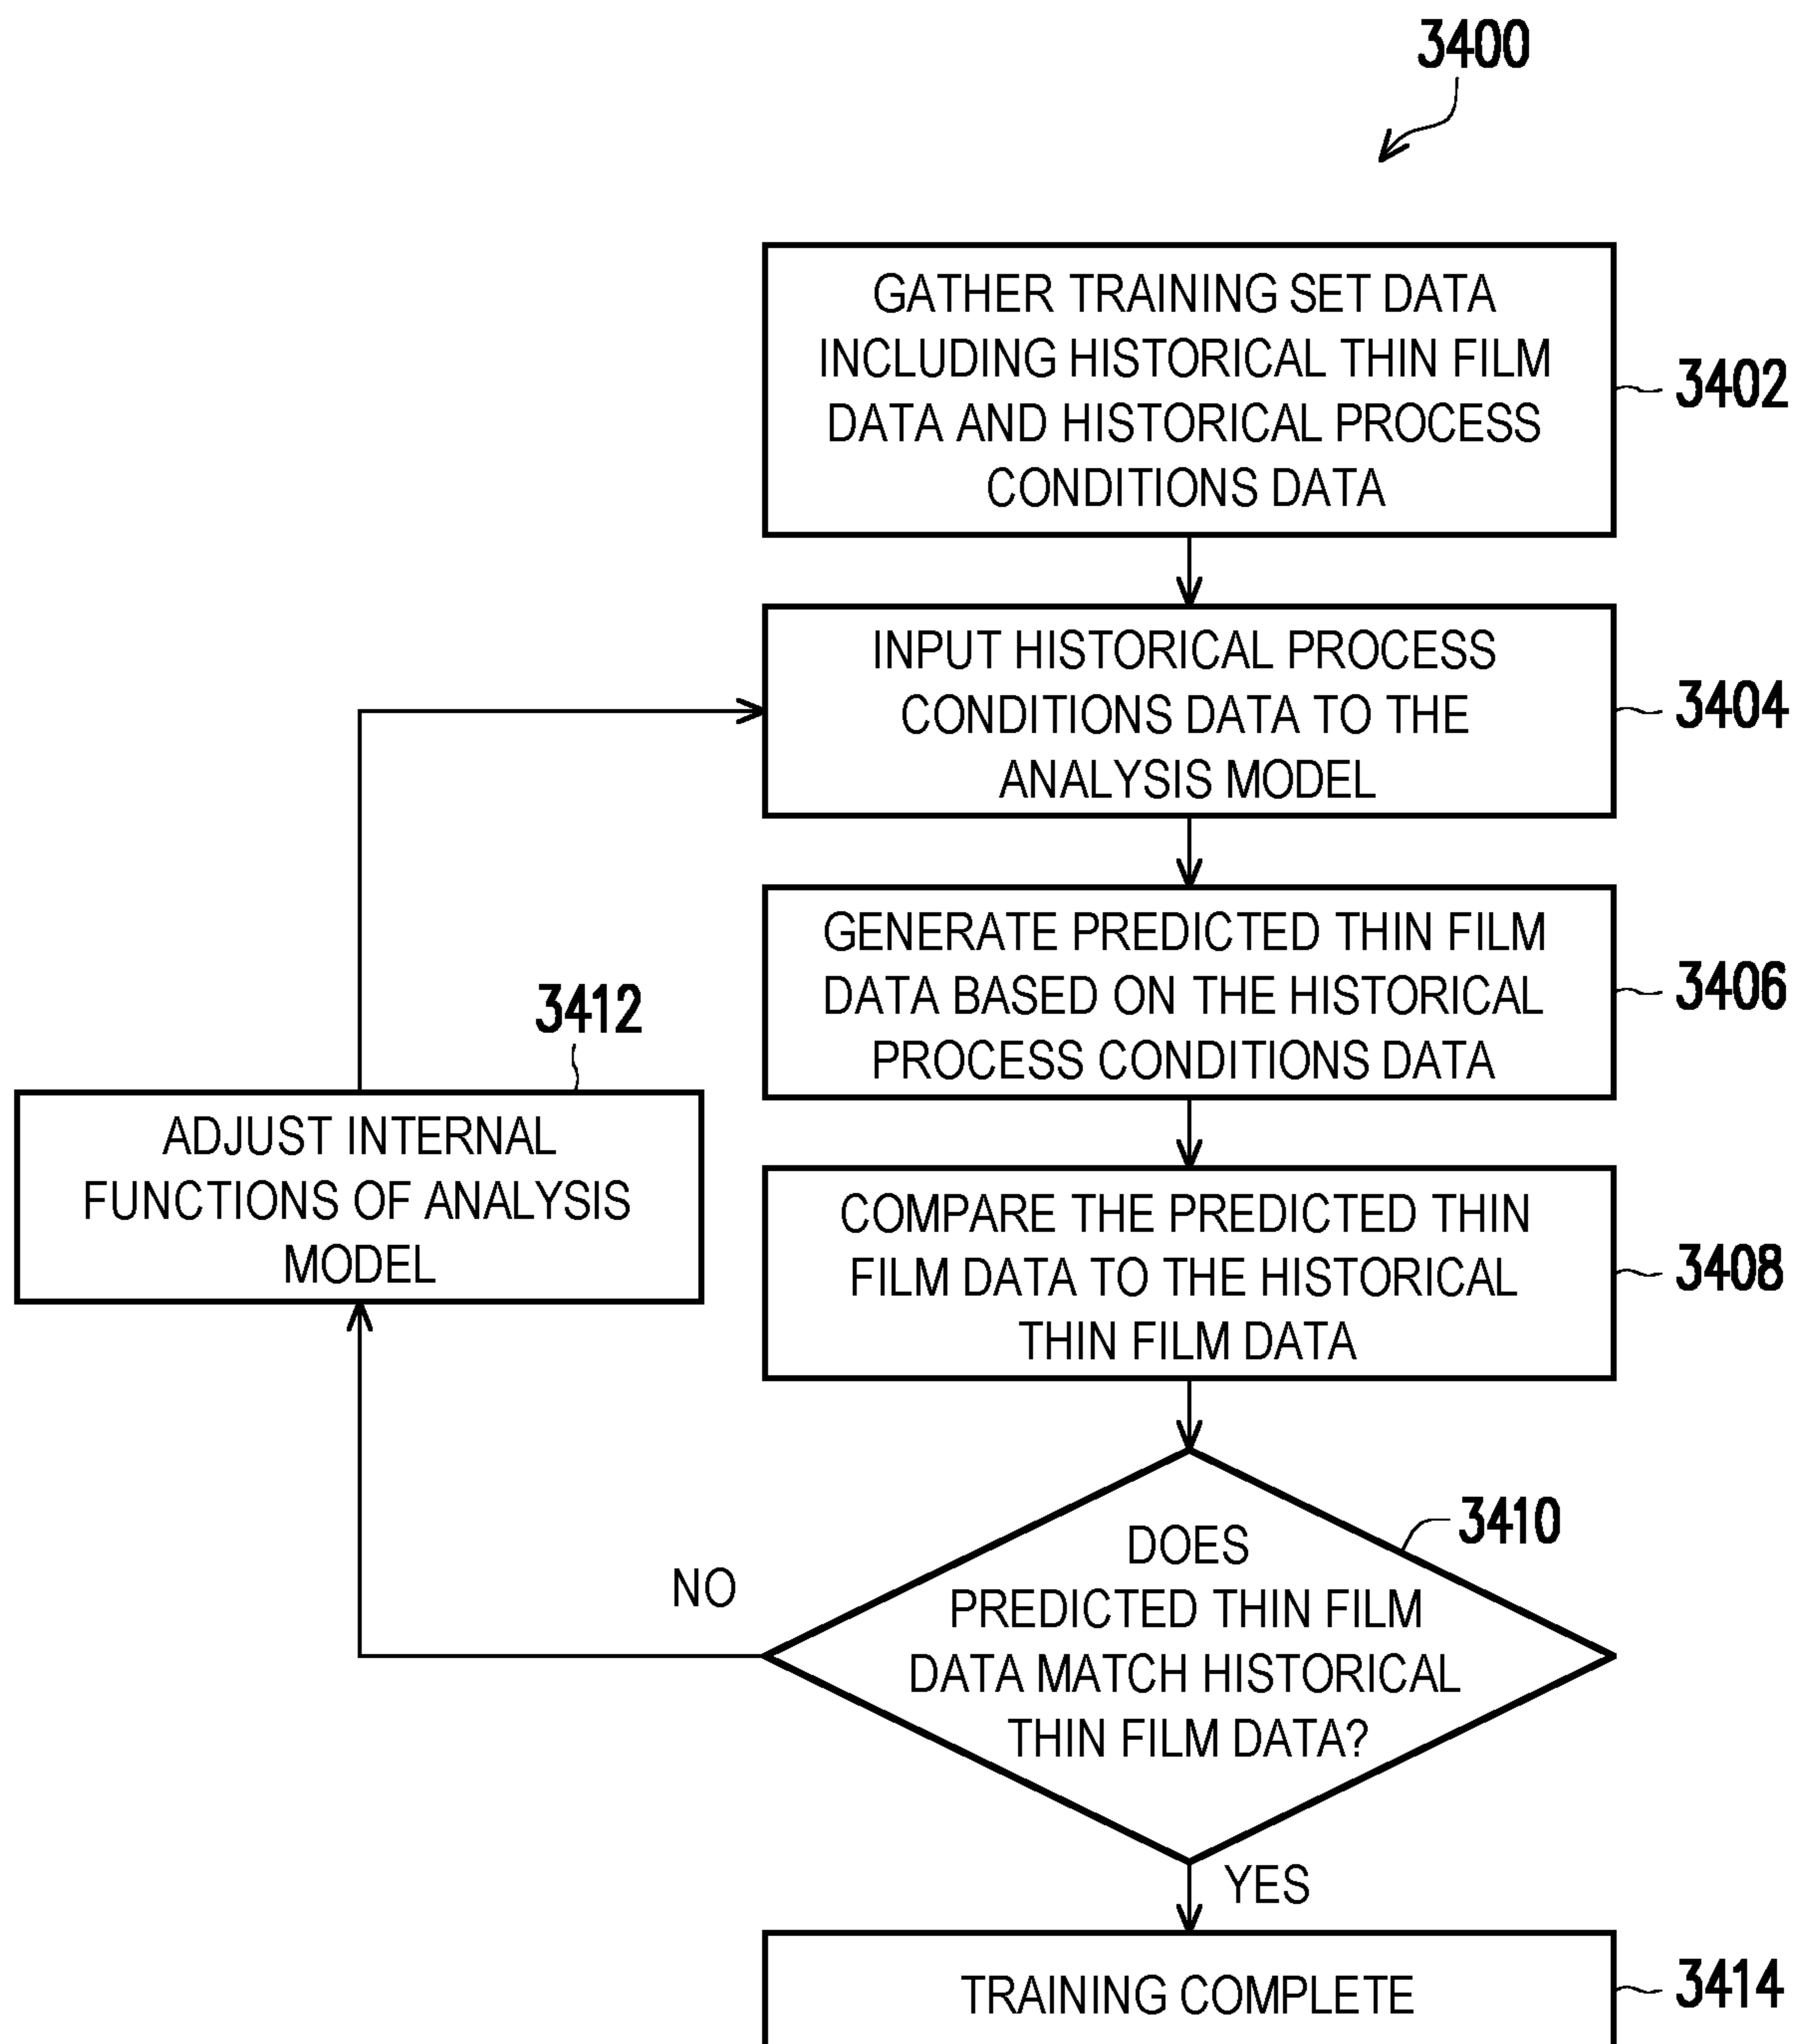 3400
GATHER TRAINING SET DATA
INCLUDING HISTORICAL THIN FILM
DATA AND HISTORICAL PROCESS
CONDITIONS DATA
3402
INPUT HISTORICAL PROCESS
CONDITIONS DATA TO THE
ANALYSIS MODEL
3404
GENERATE PREDICTED THIN FILM
DATA BASED ON THE HISTORICAL
PROCESS CONDITIONS DATA
3406
3412
ADJUST INTERNAL
FUNCTIONS OF ANALYSIS
MODEL
COMPARE THE PREDICTED THIN
FILM DATA TO THE HISTORICAL
THIN FILM DATA
3408
3410
DOES
PREDICTED THIN FILM
DATA MATCH HISTORICAL
THIN FILM DATA?
NO
YES
TRAINING COMPLETE
3414